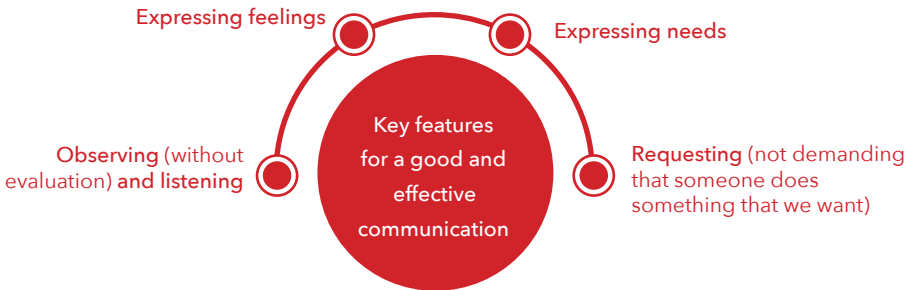 Expressing feelings
Expressing needs
Key features
for a good and
effective
communication
Observing (without
evaluation) and listening
Requesting (not demanding
that someone does
something that we want)